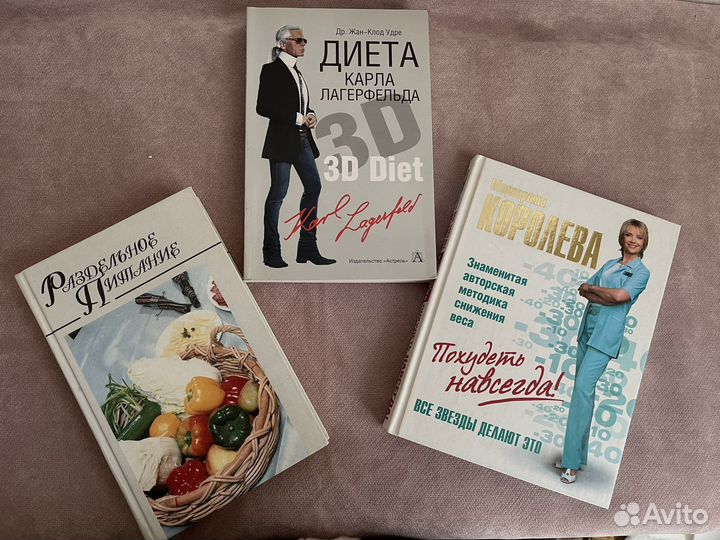 Др. Жан-Клод Удре
ДИЕТА
КАРЛА
ЛАГЕРФЕЛЬДА
3D
3D Diet
Karl Lagerfeld
Издательство «Астрель»
РАЗДЕЛЬНОЕ
ПИТАНИЕ
Маргарита
КОРОЛЕВА
Знаменитая
авторская
методика
снижения
веса
Похудеть
навсегда!
ВСЕ ЗВЕЗДЫ ДЕЛАЮТ ЭТО
Avito